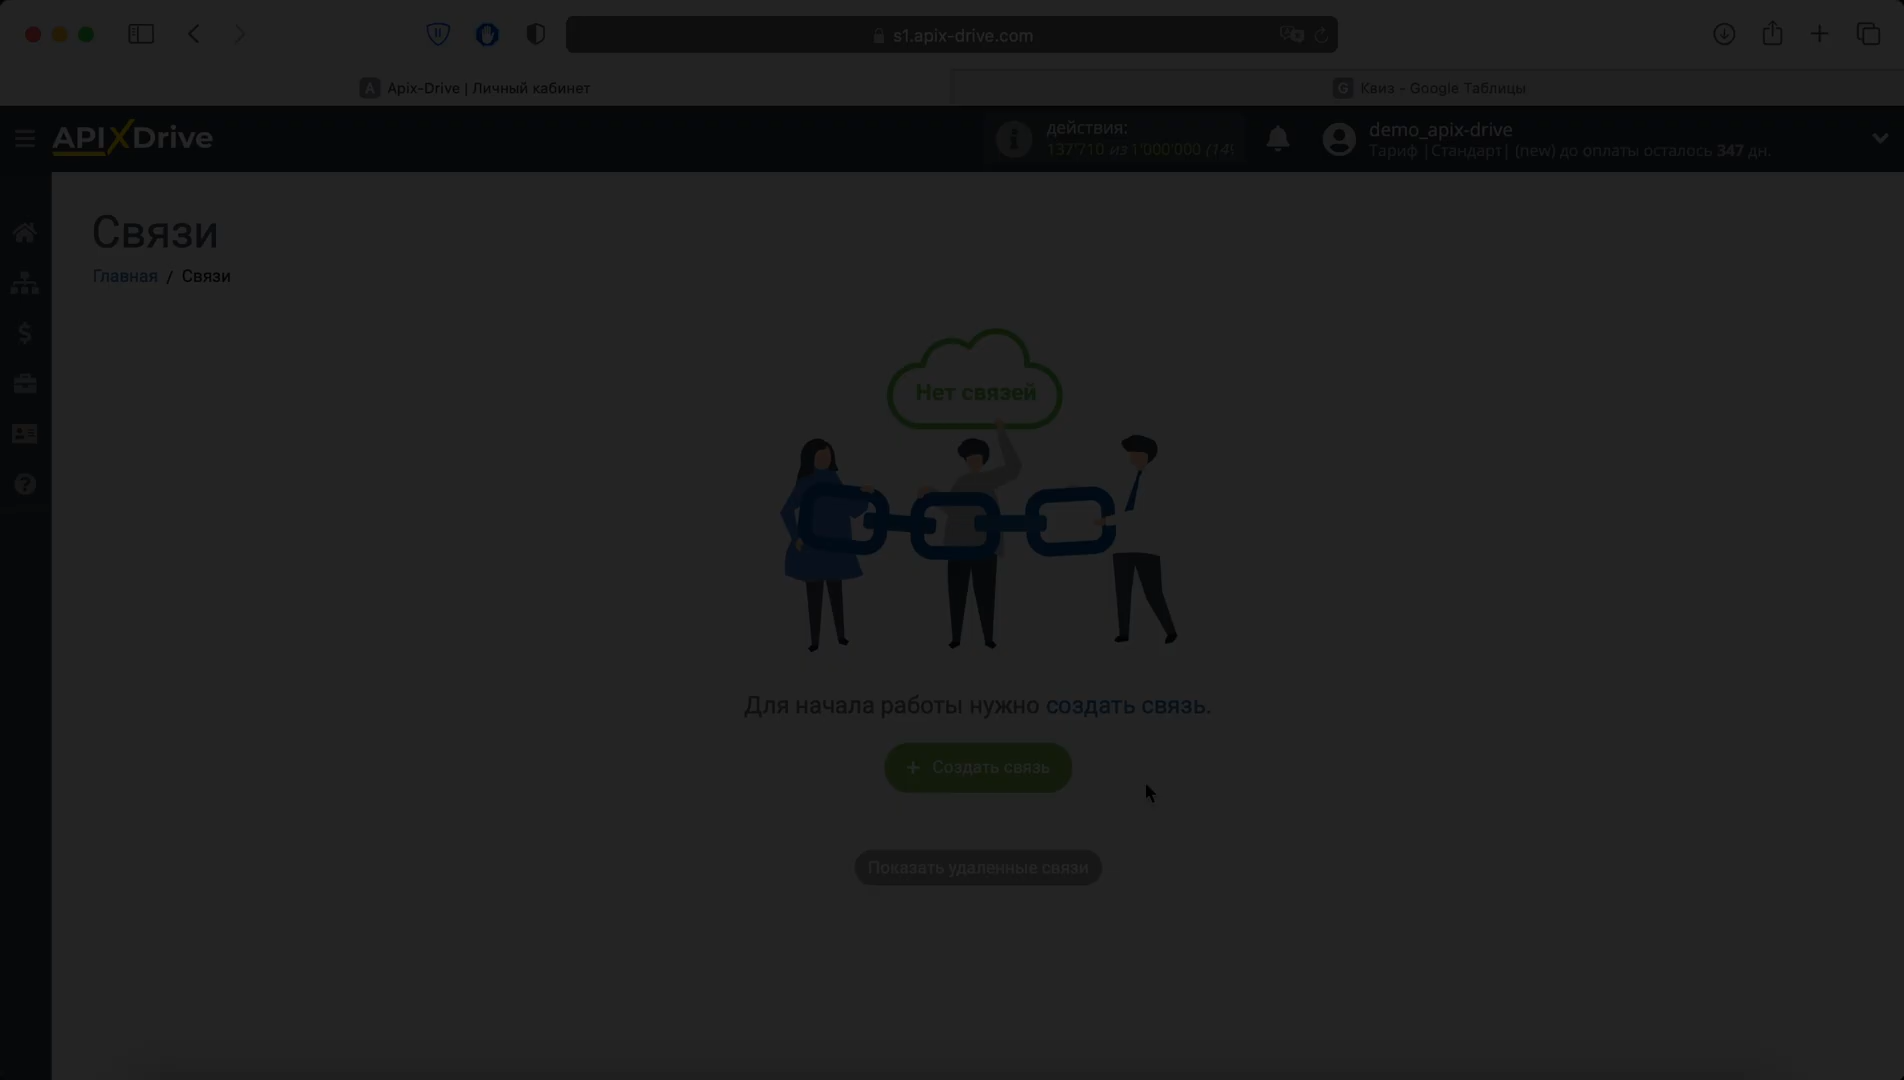 s1.apix-drive.com
A Apix-Drive | Личный кабинет
G Квиз - Google Таблицы
APIXDrive
действия:
137'710 из 1'000'000 (14%
demo_apix-drive
Тариф |Стандарт| (new) до оплаты осталось 347 дн.
Связи
Главная / Связи
Нет связей
Для начала работы нужно создать связь.
+ Создать связь
Показать удаленные связи